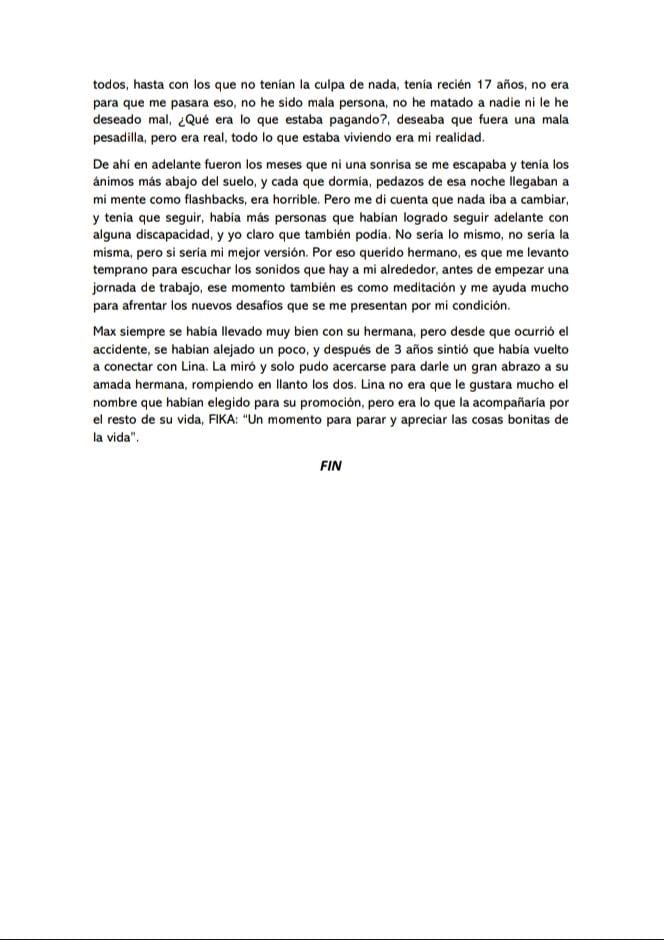 todos, hasta con los que no tenían la culpa de nada, tenía recién 17 años, no era
para que me pasara eso, no he sido mala persona, no he matado a nadie ni le he
deseado mal, ¿Qué era lo que estaba pagando?, deseaba que fuera una mala
pesadilla, pero era real, todo lo que estaba viviendo era mi realidad.
De ahí en adelante fueron los meses que ni una sonrisa se me escapaba y tenía los
ánimos más abajo del suelo, y cada que dormía, pedazos de esa noche llegaban a
mi mente como flashbacks, era horrible. Pero me di cuenta que nada iba a cambiar,
y tenía que seguir, había más personas que habían logrado seguir adelante con
alguna discapacidad, y yo claro que también podía. No sería lo mismo, no sería la
misma, pero si sería mi mejor versión. Por eso querido hermano, es que me levanto
temprano para escuchar los sonidos que hay a mi alrededor, antes de empezar una
jornada de trabajo, ese momento también es como meditación y me ayuda mucho
para afrentar los nuevos desafíos que se me presentan por mi condición.
Max siempre se había llevado muy bien con su hermana, pero desde que ocurrió el
accidente, se habían alejado un poco, y después de 3 años sintió que había vuelto
a conectar con Lina. La miró y solo pudo acercarse para darle un gran abrazo a su
amada hermana, rompiendo en llanto los dos. Lina no era que le gustara mucho el
nombre que habían elegido para su promoción, pero era lo que la acompañaría por
el resto de su vida, FIKA: “Un momento para parar y apreciar las cosas bonitas de
la vida”.
FIN